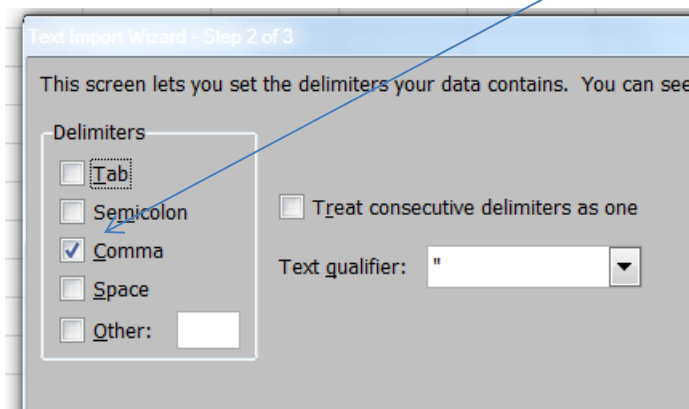 Text Import Wizard - Step 2 of 3
This screen lets you set the delimiters your data contains. You can see
Delimiters
Tab
Semicolon
Treat consecutive delimiters as one
Comma
Text qualifier: "
Space
Other: